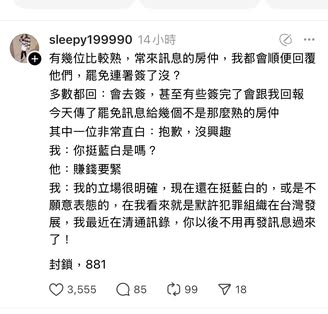 sleepy199990 14小時
有幾位比較熟，常來訊息的房仲，我都會順便回覆
他們，罷免連署簽了沒？
多數都回：會去簽，甚至有些簽完了會跟我回報
今天傳了罷免訊息給幾個不是那麼熟的房仲
其中一位非常直白：抱歉，沒興趣
我：你挺藍白是嗎？
他：賺錢要緊
我：我的立場很明確，現在還在挺藍白的，或是不
願意表態的，在我看來就是默許犯罪組織在台灣發
展，我最近在清通訊錄，你以後不用再發訊息過來
了！
封鎖，881
3,555 85 99 18